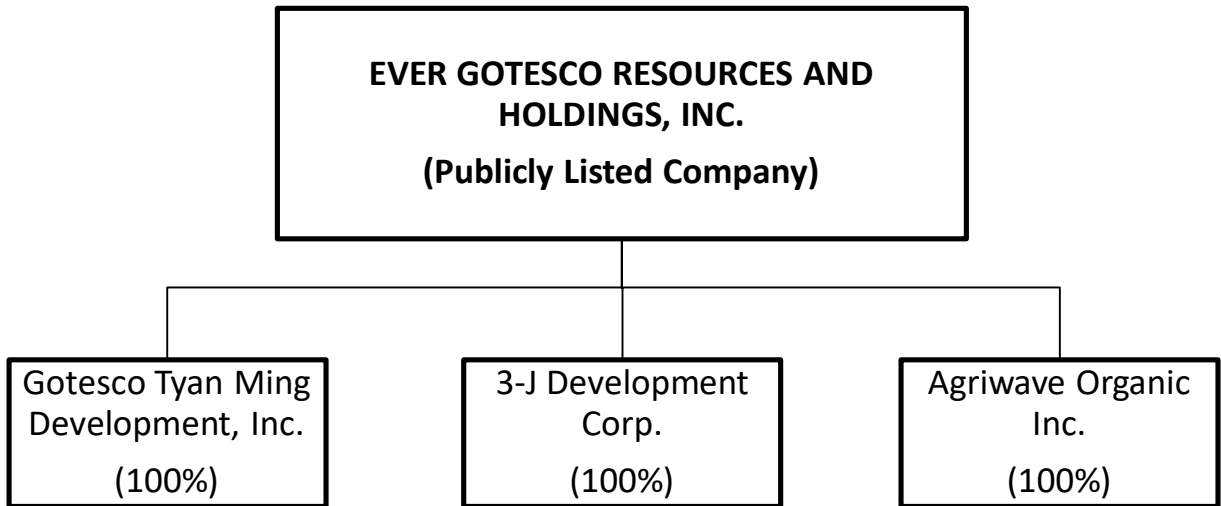 EVER GOTESCO RESOURCES AND
HOLDINGS, INC.
(Publicly Listed Company)
Gotesco Tyan Ming
Development, Inc.
(100%)
3-J Development
Corp.
(100%)
Agriwave Organic
Inc.
(100%)